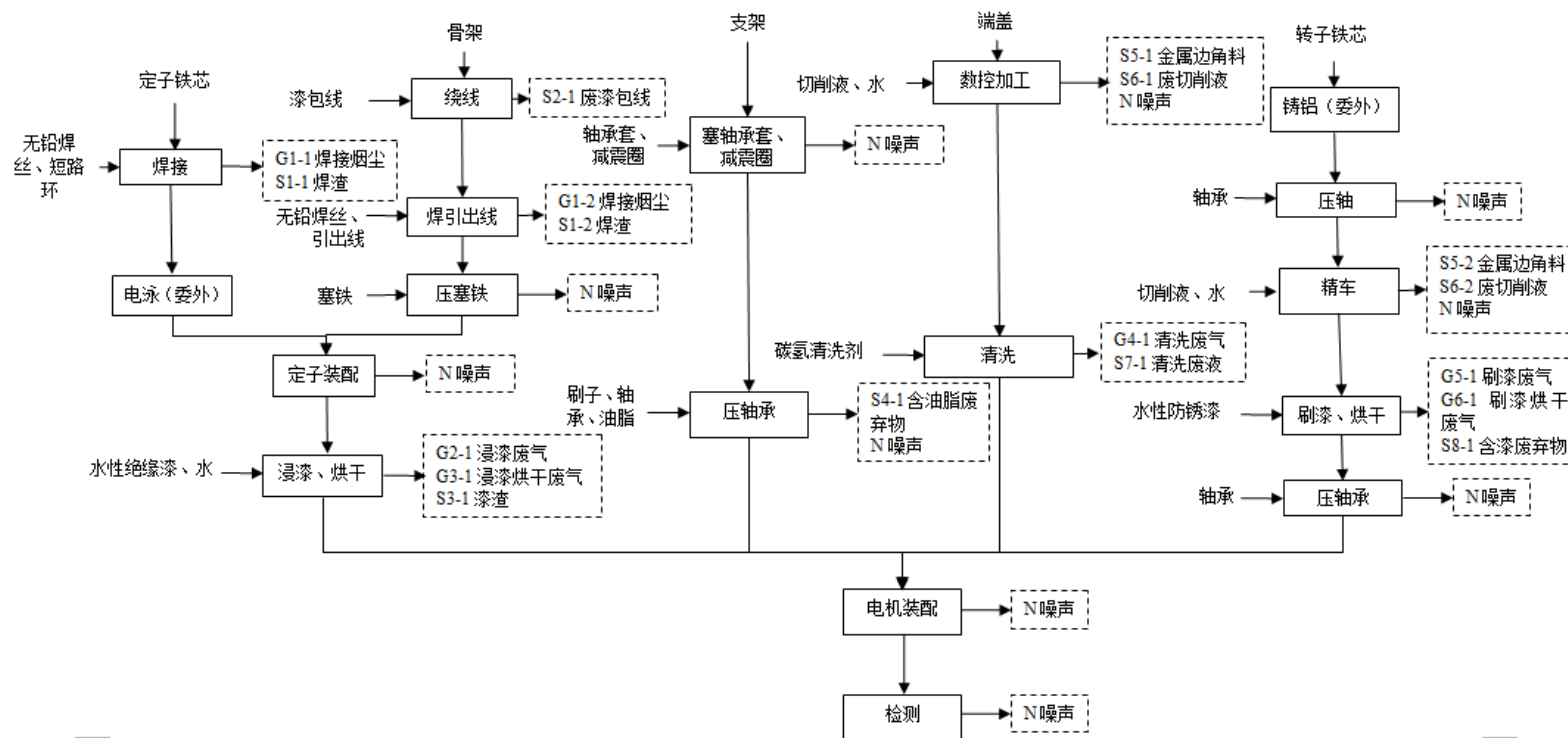 定子铁芯
无铅焊
丝、短路
环
焊接
G1-1 焊接烟尘
S1-1 焊渣
电泳（委外）
骨架
漆包线
绕线
S2-1 废漆包线
无铅焊丝、
引出线
焊引出线
G1-2 焊接烟尘
S1-2 焊渣
塞铁
压塞铁
N 噪声
定子装配
N 噪声
水性绝缘漆、水
浸漆、烘干
G2-1 浸漆废气
G3-1 浸漆烘干废气
S3-1 漆渣
支架
轴承套、
减震圈
塞轴承套、
减震圈
N 噪声
刷子、轴
承、油脂
压轴承
S4-1 含油脂废
弃物
N 噪声
端盖
切削液、水
数控加工
S5-1 金属边角料
S6-1 废切削液
N 噪声
碳氢清洗剂
清洗
G4-1 清洗废气
S7-1 清洗废液
转子铁芯
铸铝（委外）
轴承
压轴
N 噪声
切削液、水
精车
S5-2 金属边角料
S6-2 废切削液
N 噪声
水性防锈漆
刷漆、烘干
G5-1 刷漆废气
G6-1 刷漆烘干
废气
S8-1 含漆废弃物
轴承
压轴承
N 噪声
电机装配
N 噪声
检测
N 噪声